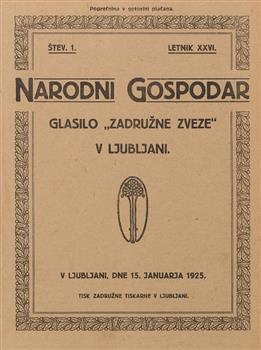 Poštnina v gotovini plačana.
ŠTEV. 1.
LETNIK XXVI.
NARODNI GOSPODAR
GLASILO „ZADRUŽNE ZVEZE“
V LJUBLJANI.
V LJUBLJANI, DNE 15. JANUARJA 1925.
TISK ZADRUŽNE TISKARNE V LJUBLJANI.